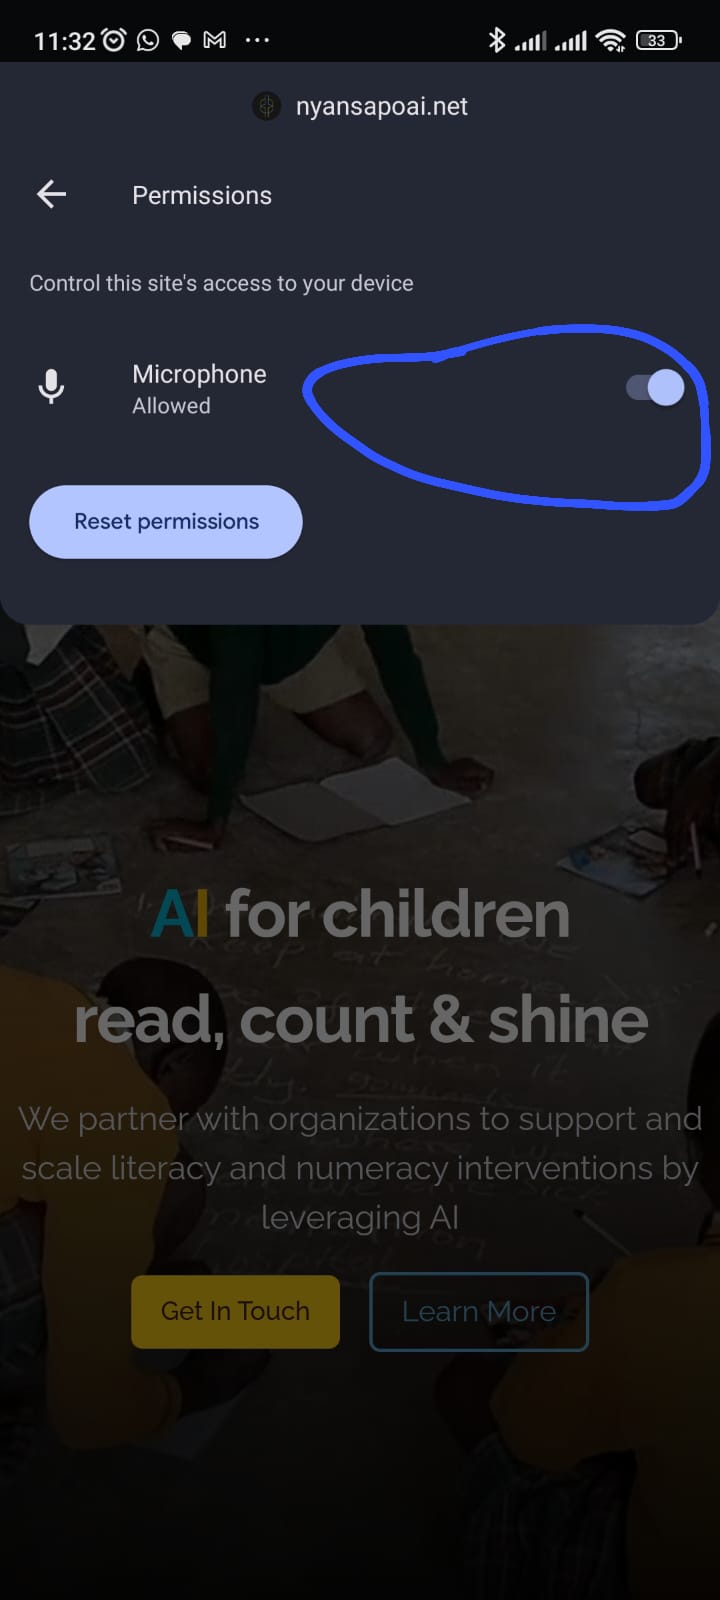 11:32
33
nyansapoai.net
Permissions
Control this site's access to your device
Microphone
Allowed
Reset permissions
AI for children
read, count & shine
We partner with organizations to support and
scale literacy and numeracy interventions by
leveraging AI
Get In Touch
Learn More